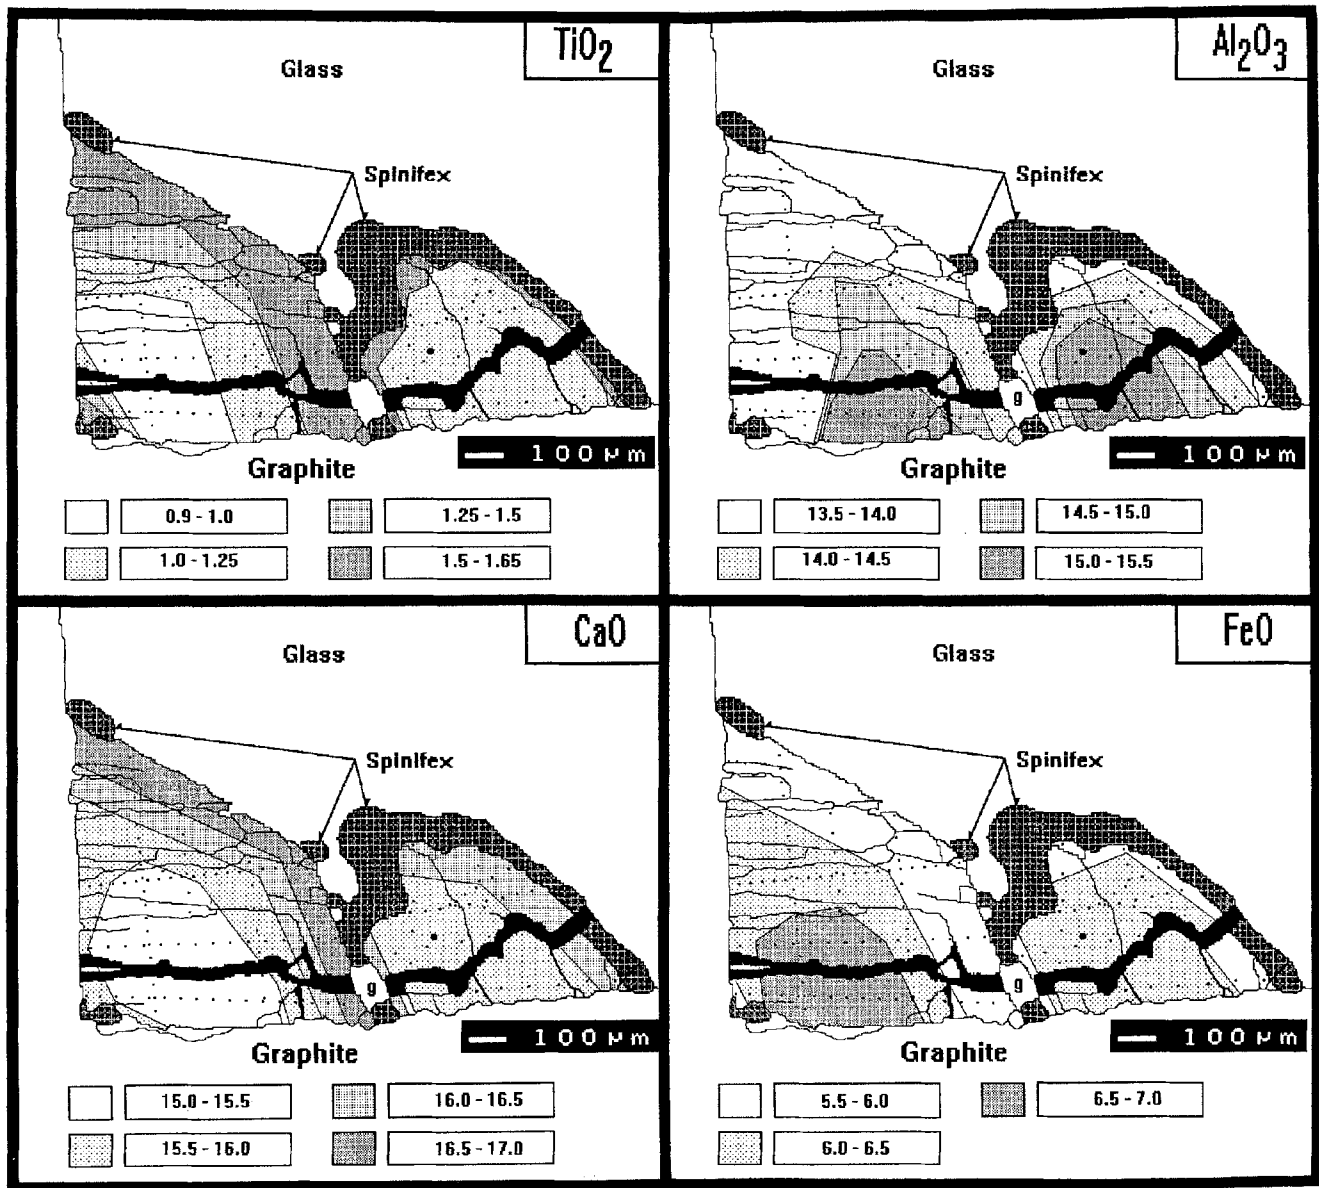 TiO2
Glass
Spinifex
100 µm
Graphite
0.9 - 1.0
1.25 - 1.5
1.0 - 1.25
1.5 - 1.65
Al2O3
Glass
Spinifex
g
100 µm
Graphite
13.5 - 14.0
14.5 - 15.0
14.0 - 14.5
15.0 - 15.5
CaO
Glass
Spinifex
g
100 µm
Graphite
15.0 - 15.5
16.0 - 16.5
15.5 - 16.0
16.5 - 17.0
FeO
Glass
Spinifex
g
100 µm
Graphite
5.5 - 6.0
6.5 - 7.0
6.0 - 6.5